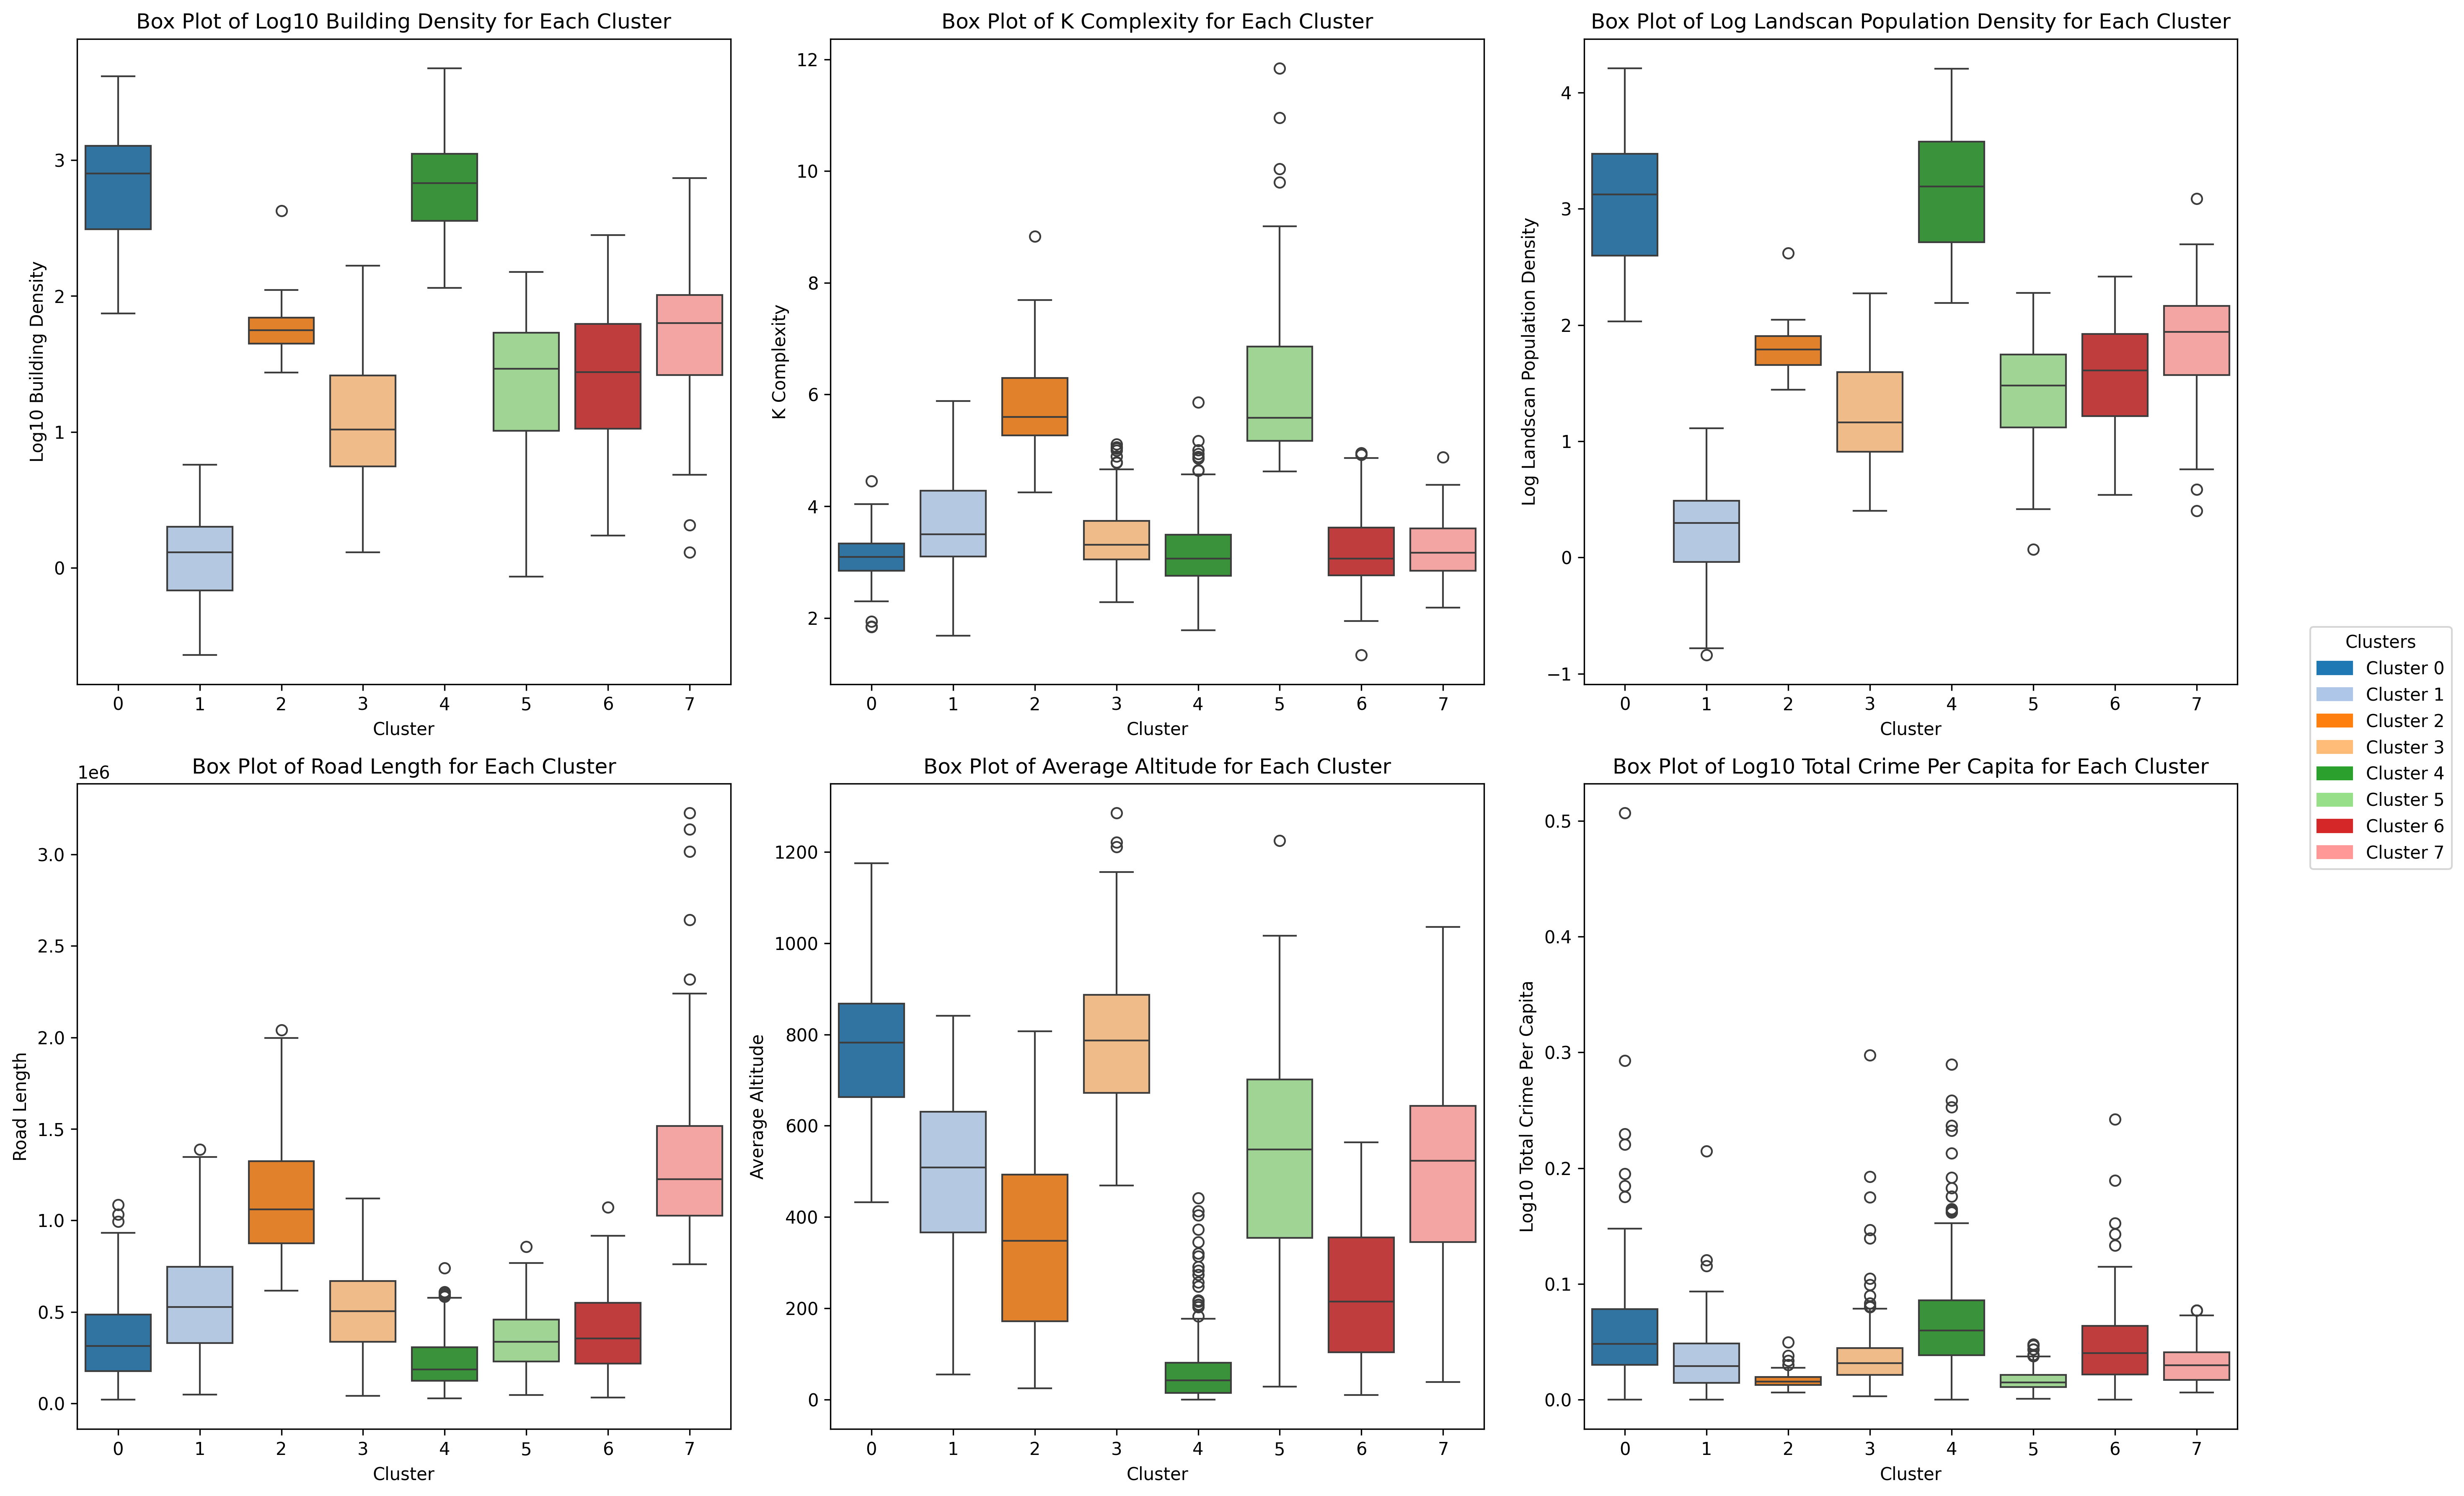 Box Plot of Log10 Building Density for Each Cluster
Log10 Building Density
3
2
1
0
0 1 2 3 4 5 6 7
Cluster
Box Plot of K Complexity for Each Cluster
K Complexity
12
10
8
6
4
2
0 1 2 3 4 5 6 7
Cluster
Box Plot of Log Landscan Population Density for Each Cluster
Log Landscan Population Density
4
3
2
1
0
−1
0 1 2 3 4 5 6 7
Cluster
Clusters
Cluster 0
Cluster 1
Cluster 2
Cluster 3
Cluster 4
Cluster 5
Cluster 6
Cluster 7
Box Plot of Road Length for Each Cluster
1e6
Road Length
3.0
2.5
2.0
1.5
1.0
0.5
0.0
0 1 2 3 4 5 6 7
Cluster
Box Plot of Average Altitude for Each Cluster
Average Altitude
1200
1000
800
600
400
200
0
0 1 2 3 4 5 6 7
Cluster
Box Plot of Log10 Total Crime Per Capita for Each Cluster
Log10 Total Crime Per Capita
0.5
0.4
0.3
0.2
0.1
0.0
0 1 2 3 4 5 6 7
Cluster